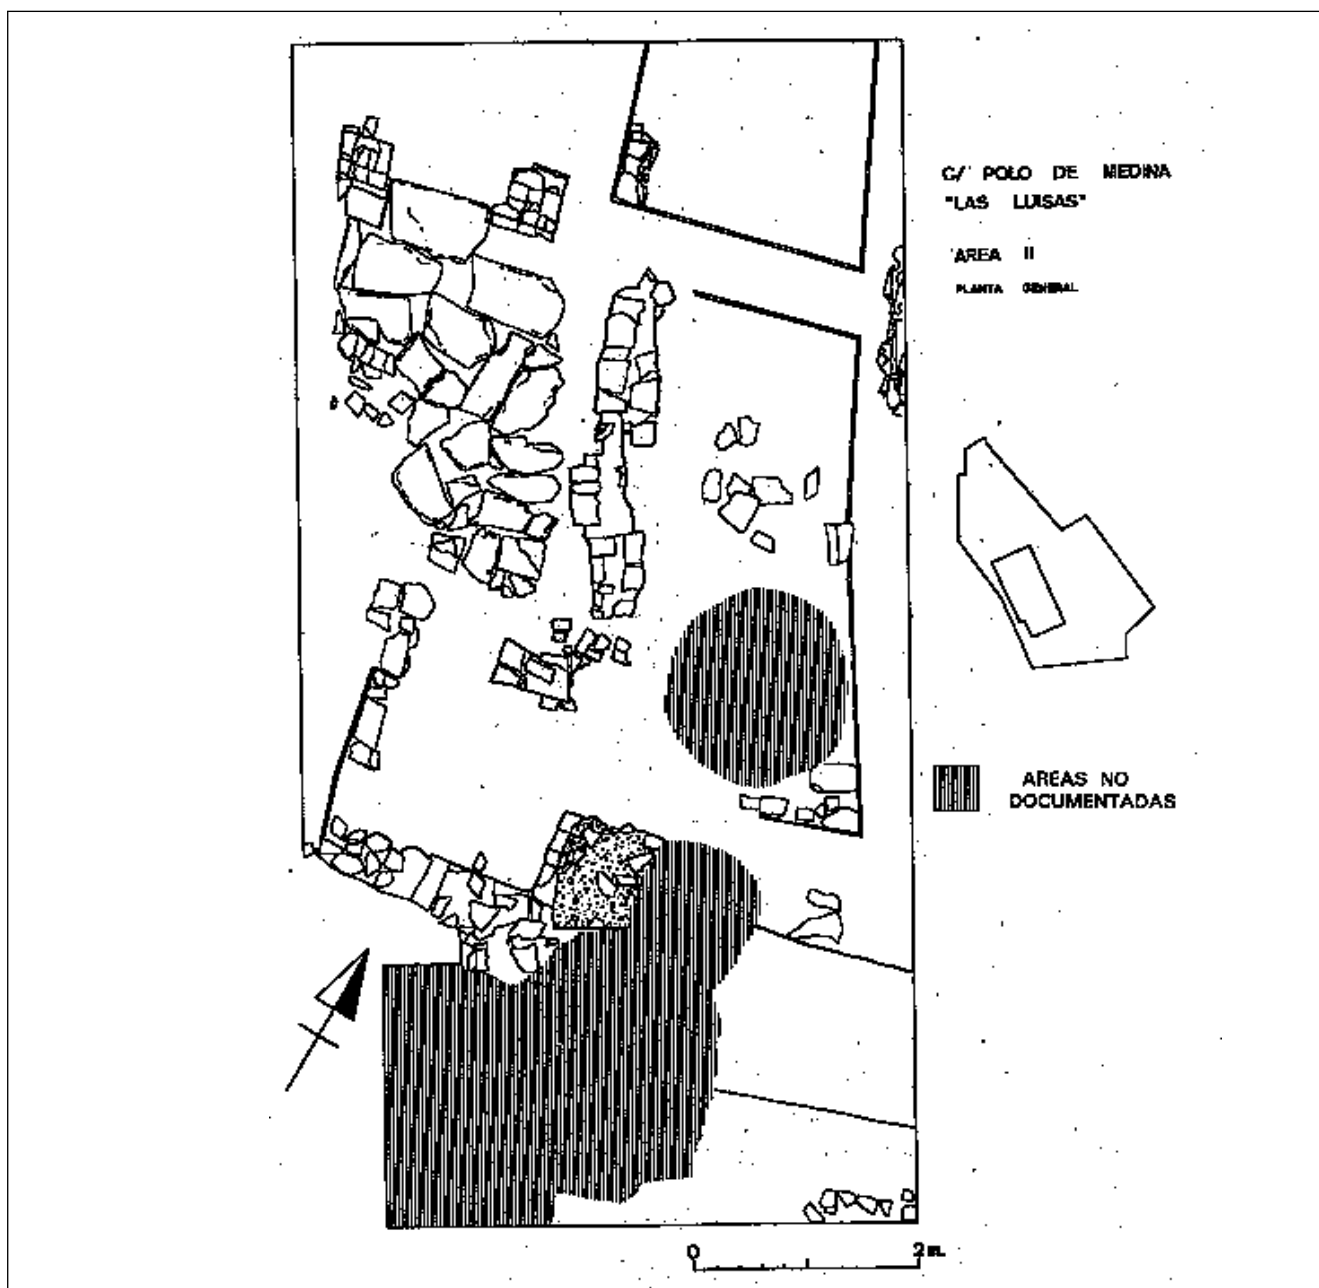 C/ POLO DE MEDINA
"LAS LUISAS"
AREA II
PLANTA GENERAL
AREAS NO
DOCUMENTADAS
0 2 m.